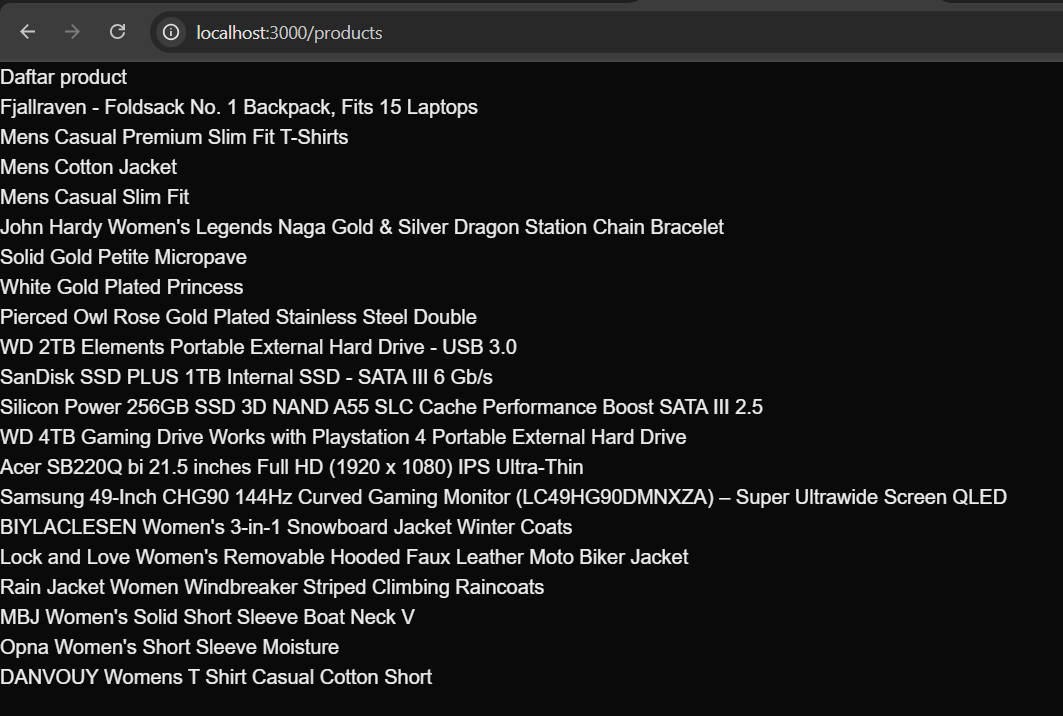 localhost:3000/products
Daftar product
Fjallraven - Foldsack No. 1 Backpack, Fits 15 Laptops
Mens Casual Premium Slim Fit T-Shirts
Mens Cotton Jacket
Mens Casual Slim Fit
John Hardy Women's Legends Naga Gold & Silver Dragon Station Chain Bracelet
Solid Gold Petite Micropave
White Gold Plated Princess
Pierced Owl Rose Gold Plated Stainless Steel Double
WD 2TB Elements Portable External Hard Drive - USB 3.0
SanDisk SSD PLUS 1TB Internal SSD - SATA III 6 Gb/s
Silicon Power 256GB SSD 3D NAND A55 SLC Cache Performance Boost SATA III 2.5
WD 4TB Gaming Drive Works with Playstation 4 Portable External Hard Drive
Acer SB220Q bi 21.5 inches Full HD (1920 x 1080) IPS Ultra-Thin
Samsung 49-Inch CHG90 144Hz Curved Gaming Monitor (LC49HG90DMNXZA) – Super Ultrawide Screen QLED
BIYLACLESEN Women's 3-in-1 Snowboard Jacket Winter Coats
Lock and Love Women's Removable Hooded Faux Leather Moto Biker Jacket
Rain Jacket Women Windbreaker Striped Climbing Raincoats
MBJ Women's Solid Short Sleeve Boat Neck V
Opna Women's Short Sleeve Moisture
DANVOUY Womens T Shirt Casual Cotton Short